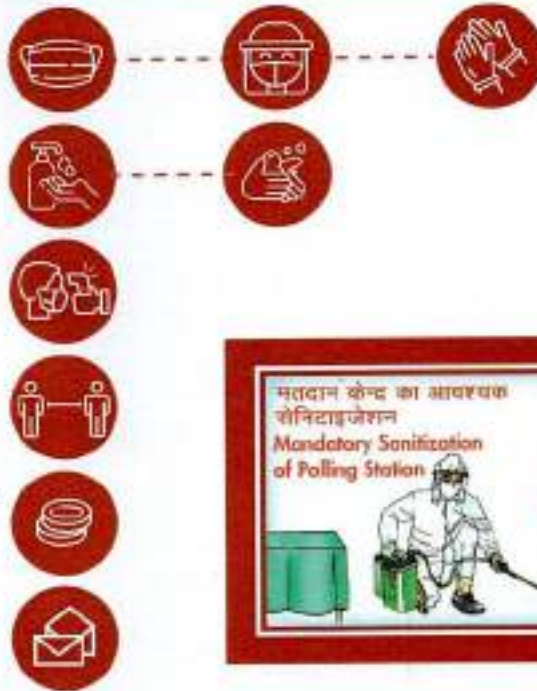 मतदान केन्द्र का आवश्यक
सेनिटाइजेशन
Mandatory Sanitization
of Polling Station